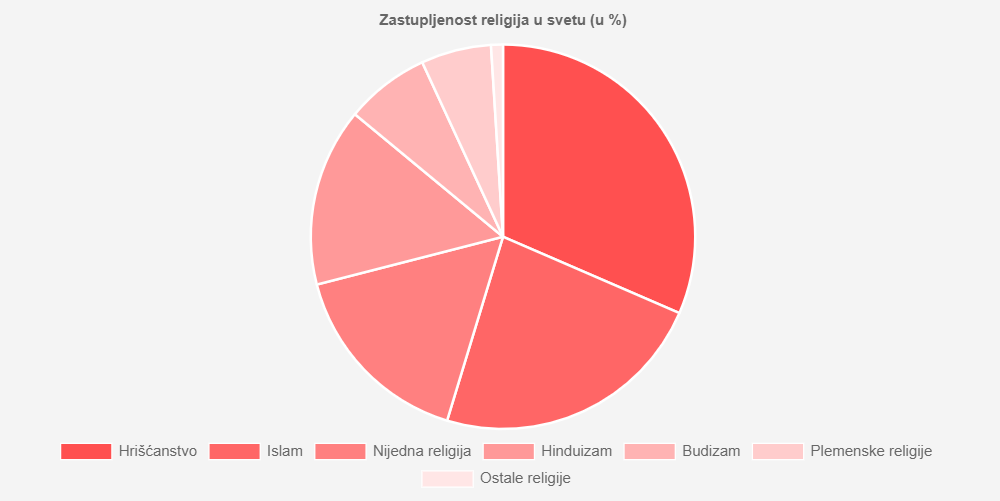 Zastupljenost religija u svetu (u %)
Hrišćanstvo Islam Nijedna religija Hinduizam Budizam Plemenske religije
Ostale religije